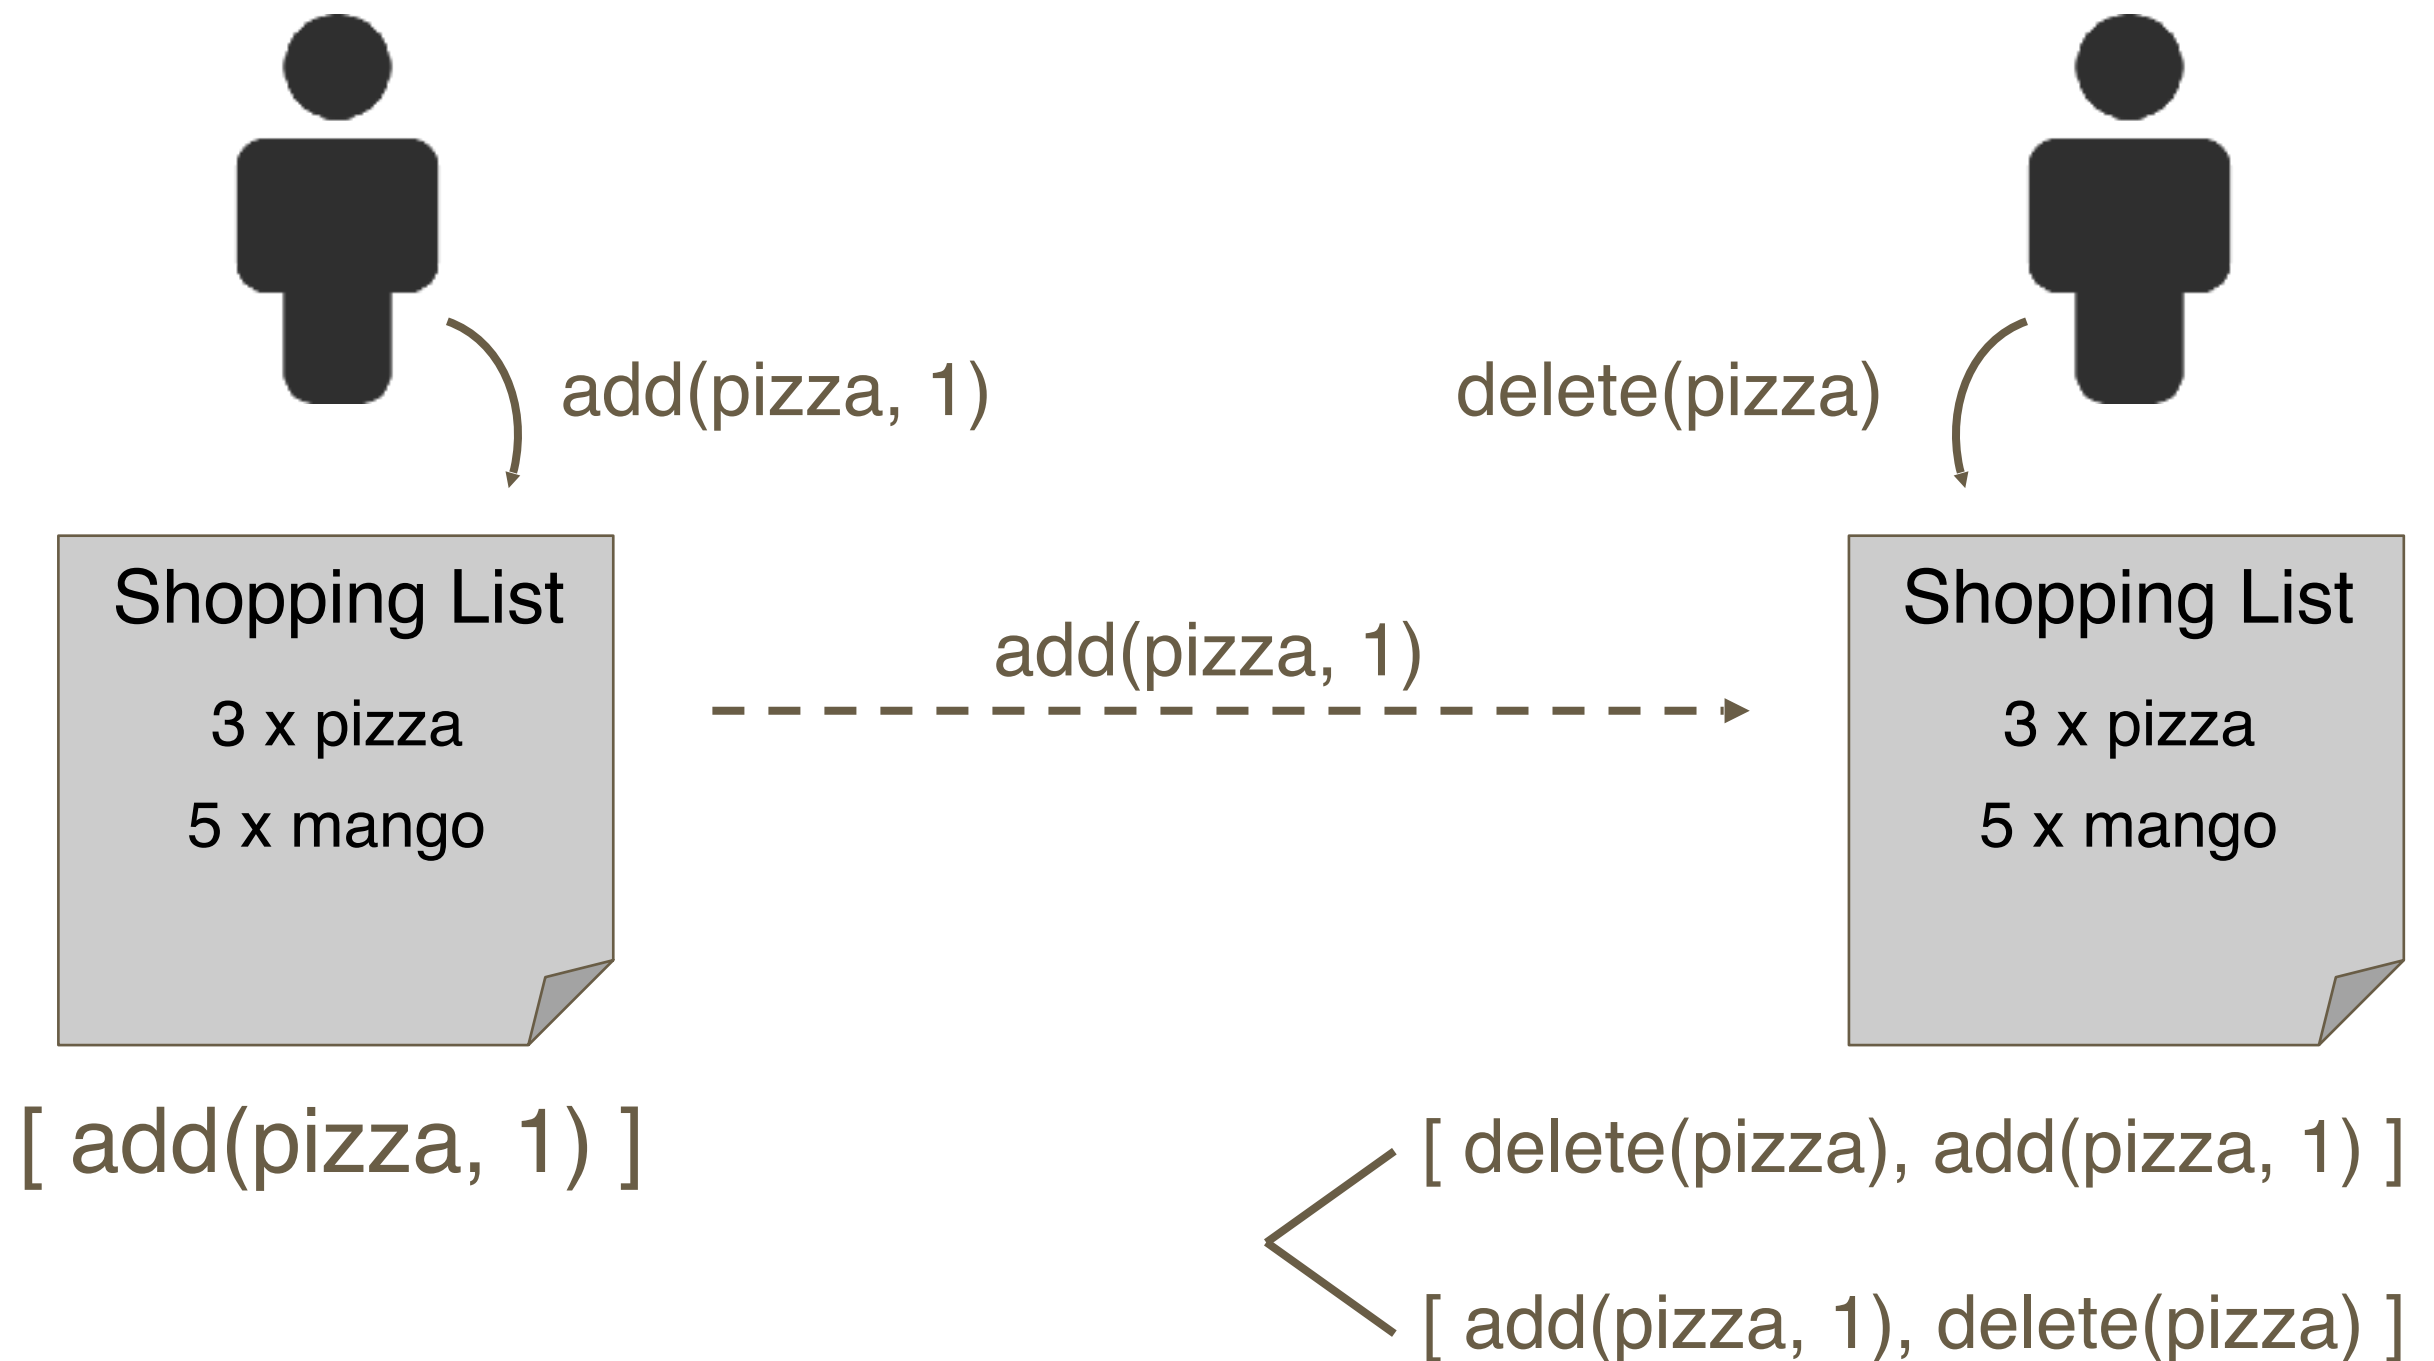 add(pizza, 1)
delete(pizza)
Shopping List
3 x pizza
5 x mango
add(pizza, 1)
Shopping List
3 x pizza
5 x mango
[ add(pizza, 1) ]
[ delete(pizza), add(pizza, 1) ]
[ add(pizza, 1), delete(pizza) ]